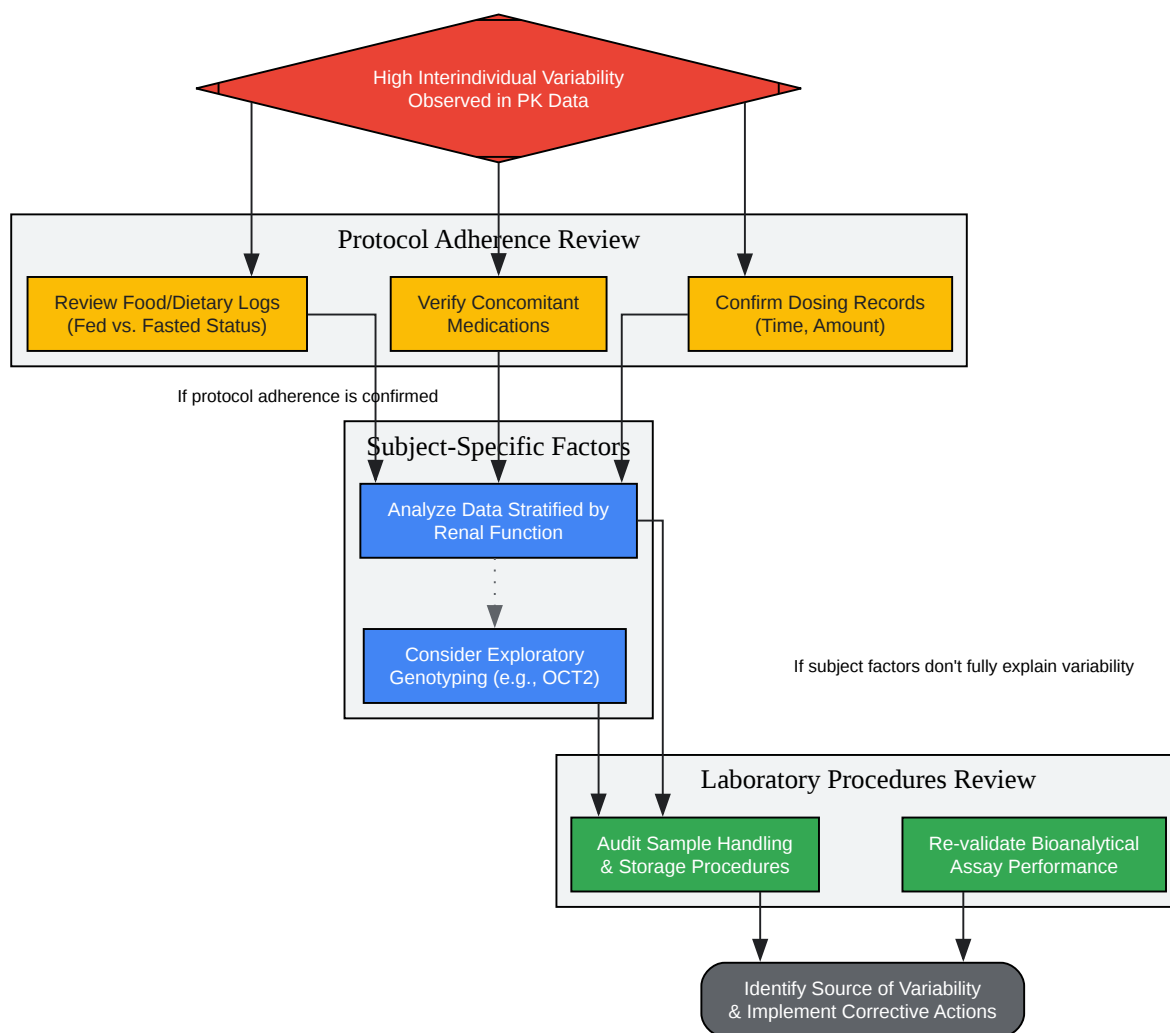 High Interindividual Variability
Observed in PK Data
Protocol Adherence Review
Review Food/Dietary Logs
(Fed vs. Fasted Status)
Verify Concomitant
Medications
Confirm Dosing Records
(Time, Amount)
If protocol adherence is confirmed
Subject-Specific Factors
Analyze Data Stratified by
Renal Function
Consider Exploratory
Genotyping (e.g., OCT2)
If subject factors don't fully explain variability
Laboratory Procedures Review
Audit Sample Handling
& Storage Procedures
Re-validate Bioanalytical
Assay Performance
Identify Source of Variability
& Implement Corrective Actions